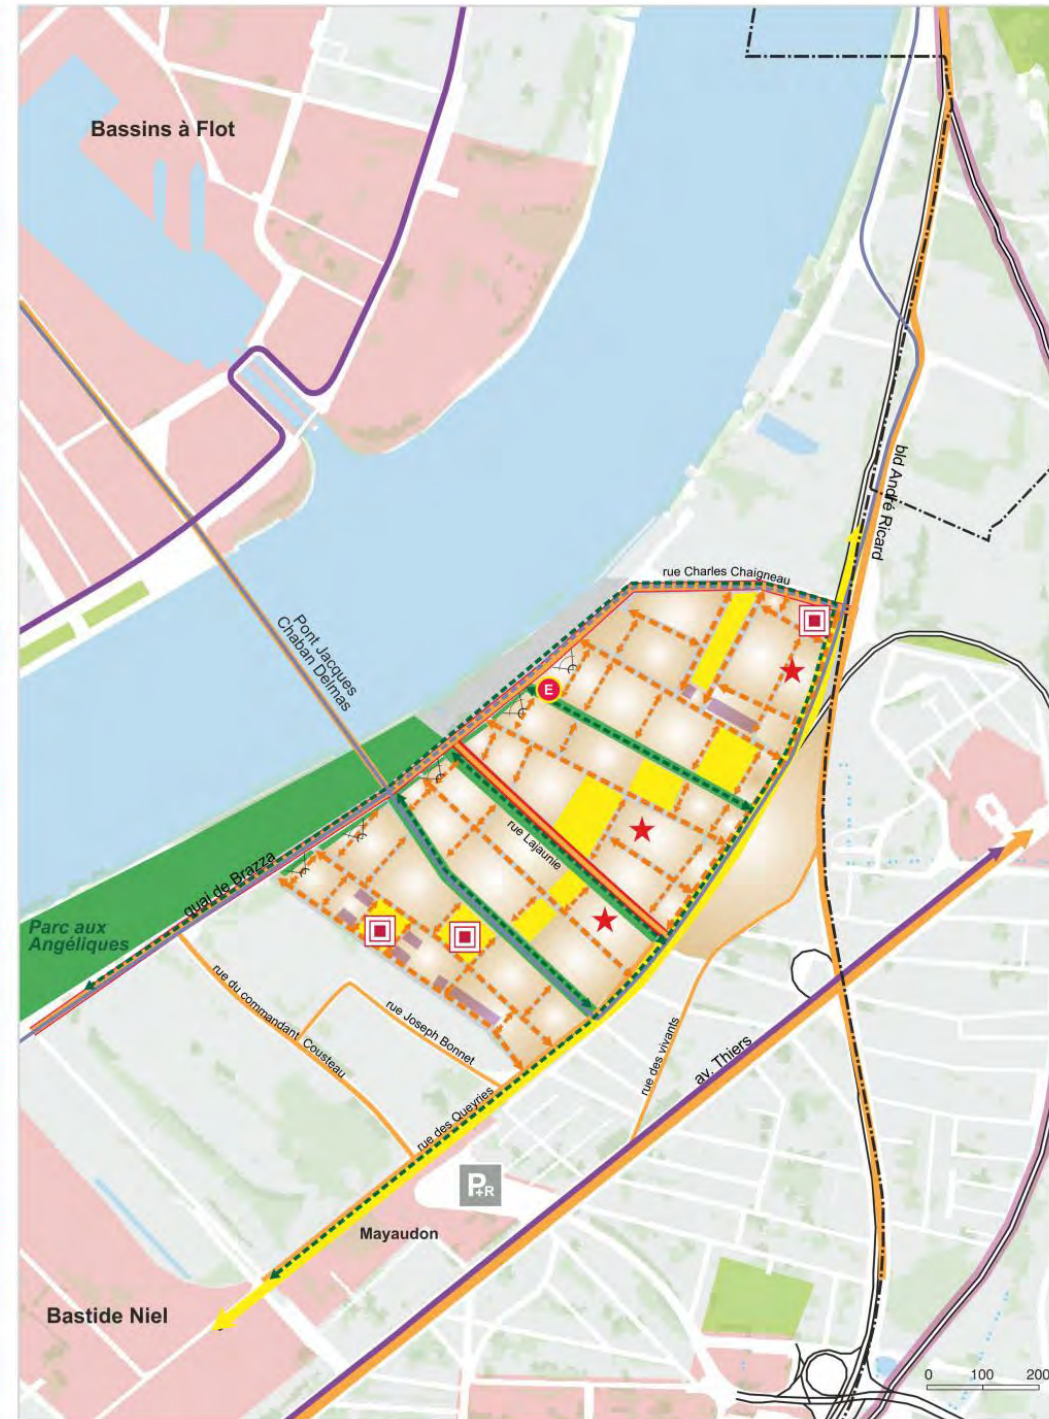 Bassins à Flot
bld André Ricard
rue Charles Chaigneau
Pont Jacques
Chaban Delmas
E
rue Lajaunie
quai de Brazza
Parc aux
Angéliques
rue du commandant Cousteau
rue Joseph Bonnet
rue des vivants
av. Thiers
rue des Queyries
P+R
Mayaudon
Bastide Niel
0 100 200